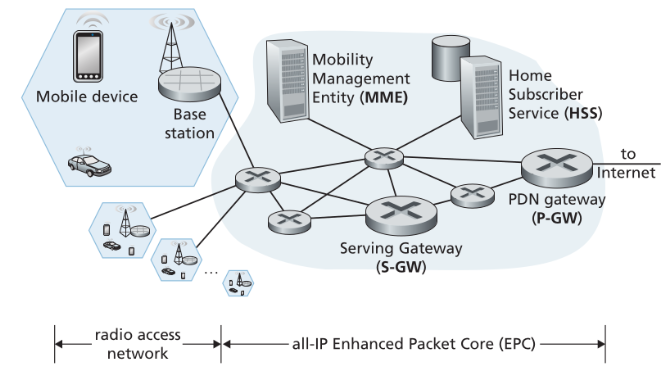 Mobile device
Base
station
Mobility
Management
Entity (MME)
Home
Subscriber
Service (HSS)
to
Internet
PDN gateway
(P-GW)
Serving Gateway
(S-GW)
...
radio access
network
all-IP Enhanced Packet Core (EPC)